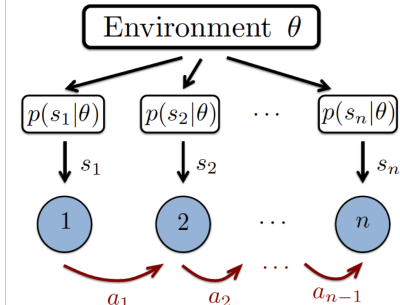 Environment θ
p(s₁|θ) p(s₂|θ) ⋯ p(sₙ|θ)
s₁ s₂ sₙ
1 2 ⋯ n
a₁ a₂ ⋯ aₙ₋₁